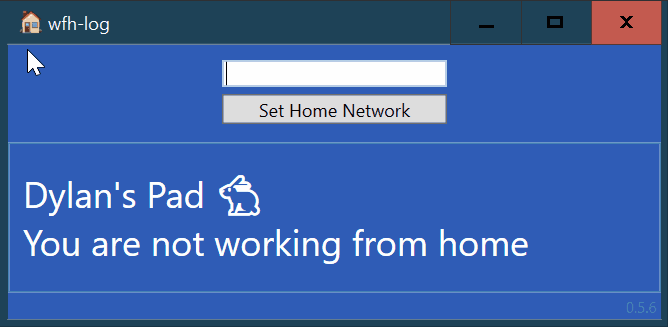 wfh-log
Set Home Network
Dylan's Pad 🐇
You are not working from home
0.5.6